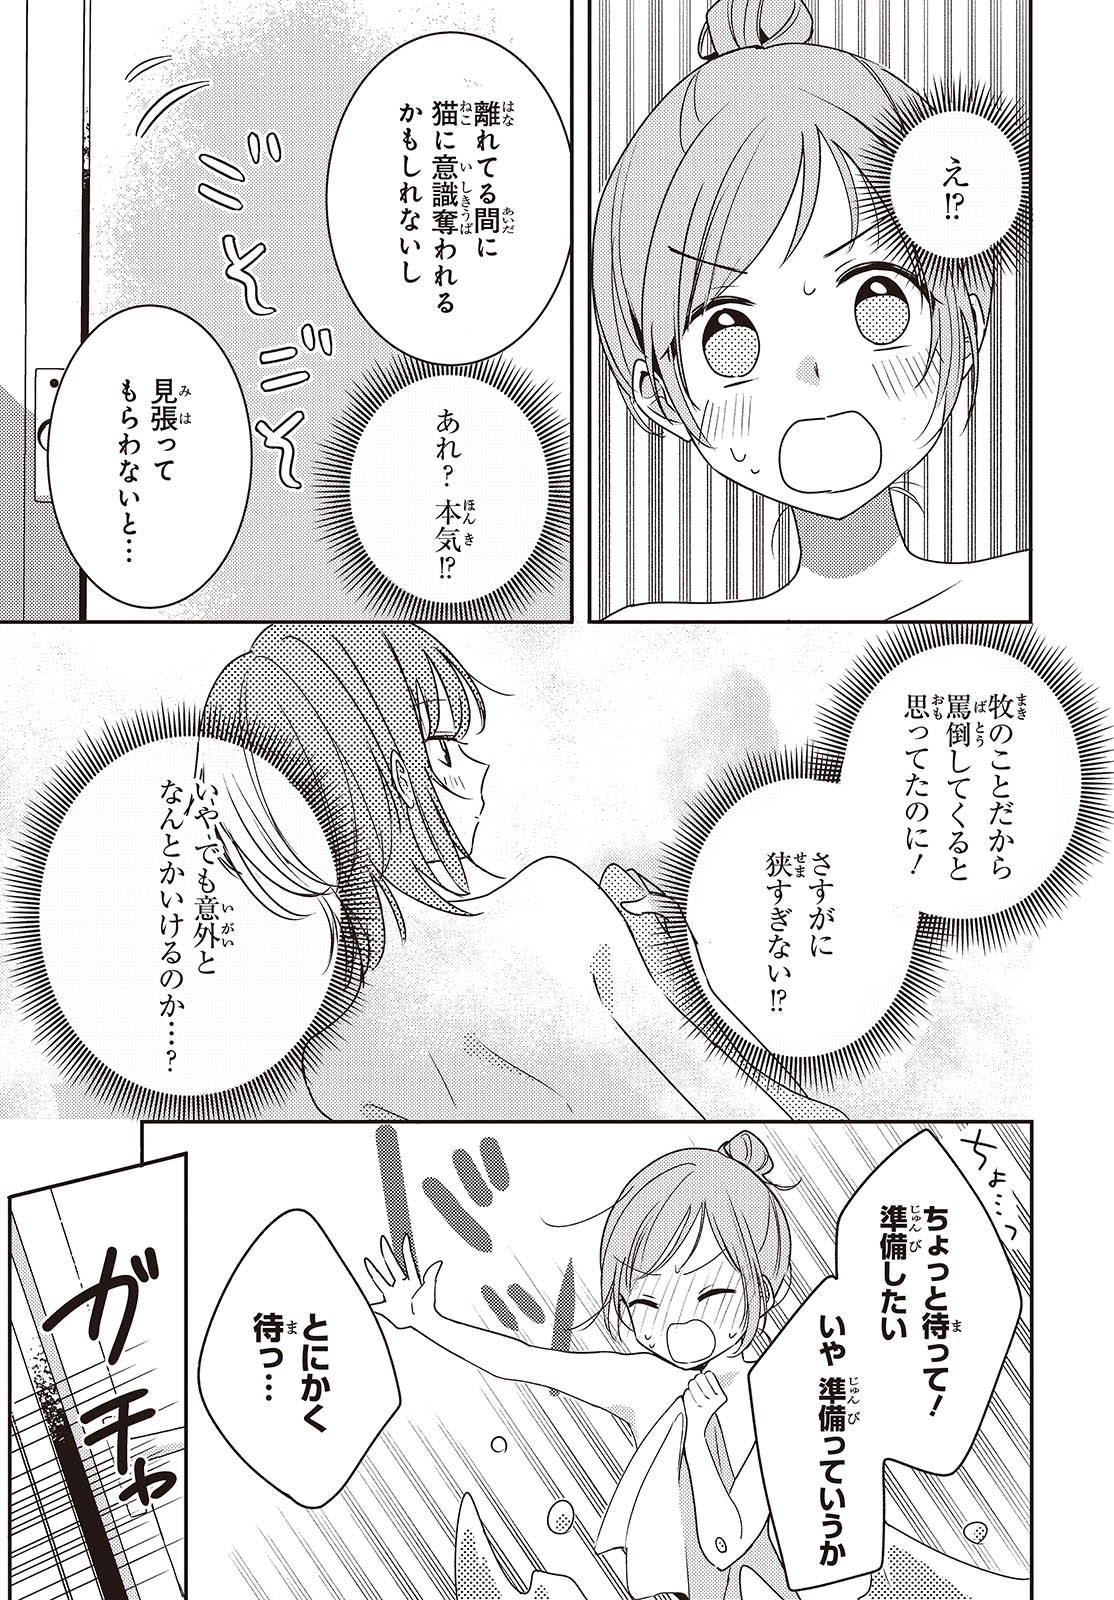 え!?
離れてる間に
猫に意識奪われる
かもしれないし
あれ?本気!?
見張って
もらわないと…
とことこ
牧のことだから
罵倒してくると
思ってたのに!
さすがに
狭すぎない!?
いや、でも意外と
なんとかいけるのか…?
ちょ…っ
ちょっと待って!
準備したい
いや 準備っていうか
とにかく
待っ…
ガチャ